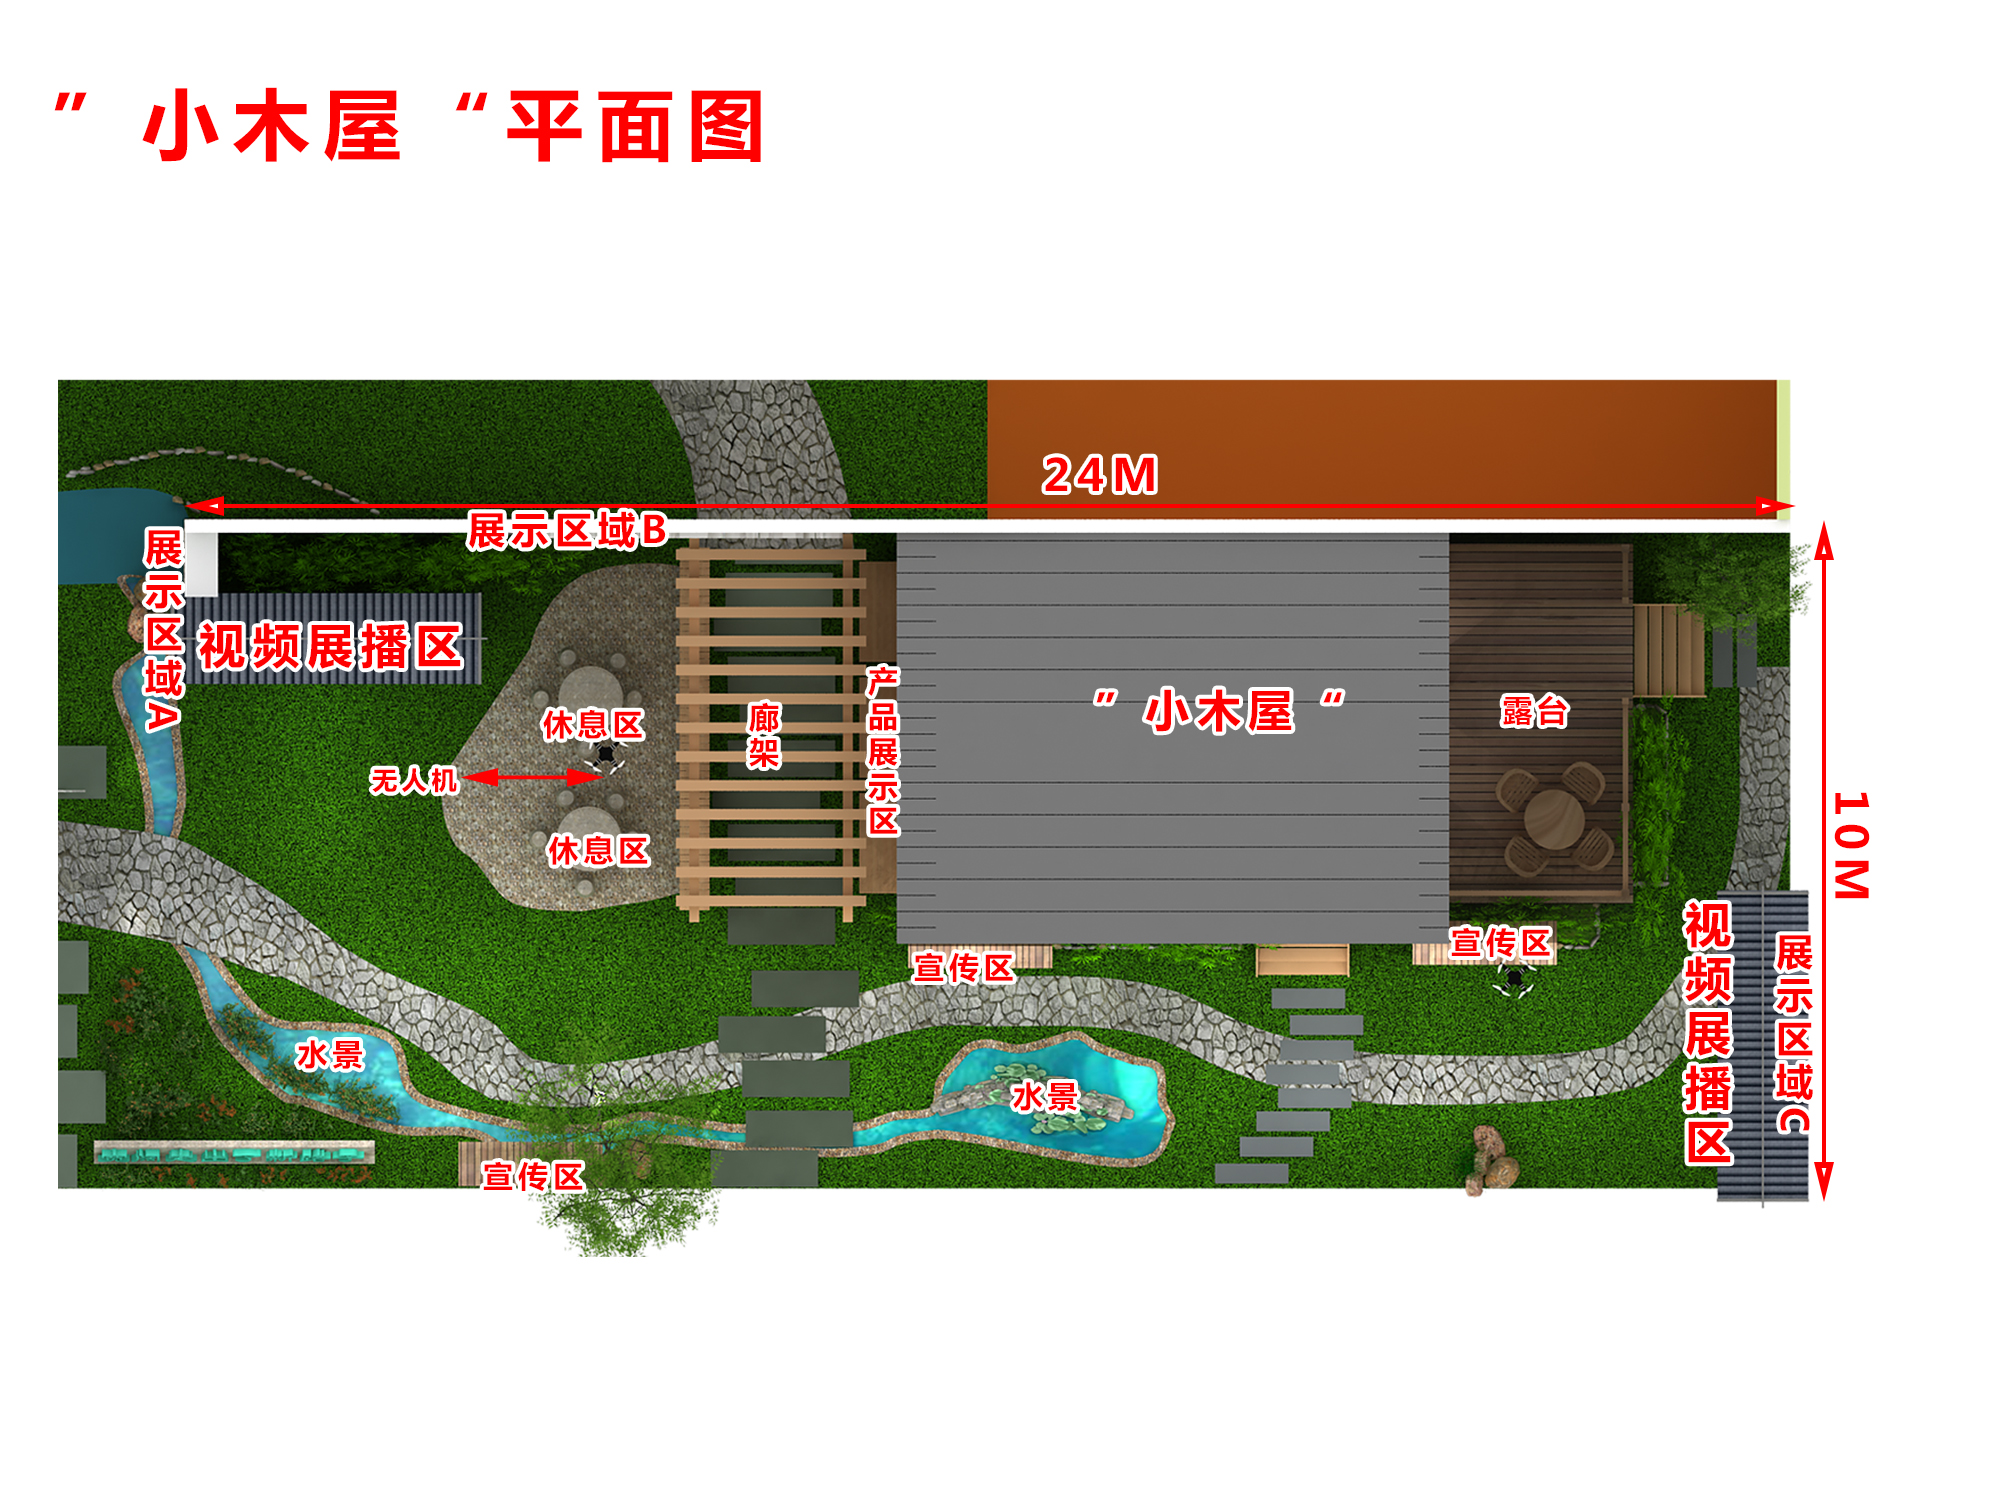 ”小木屋“平面图
24M
展示区域B
展示区域A
视频展播区
休息区
无人机
休息区
廊架
产品展示区
”小木屋“
露台
10M
宣传区
宣传区
视频展播区
展示区域C
水景
水景
宣传区